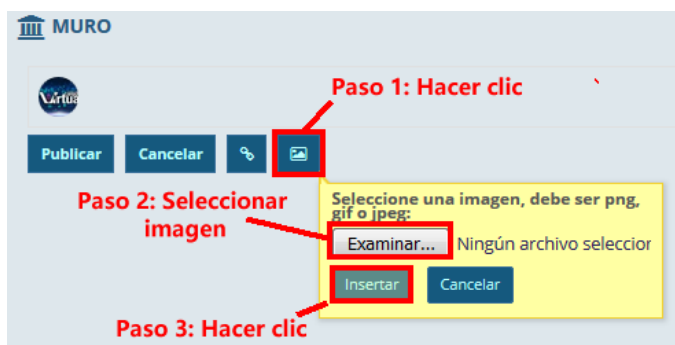 MURO
Virtual
Paso 1: Hacer clic
Publicar Cancelar
Paso 2: Seleccionar
imagen
Seleccione una imagen, debe ser png,
gif o jpeg:
Examinar... Ningún archivo seleccior
Insertar Cancelar
Paso 3: Hacer clic